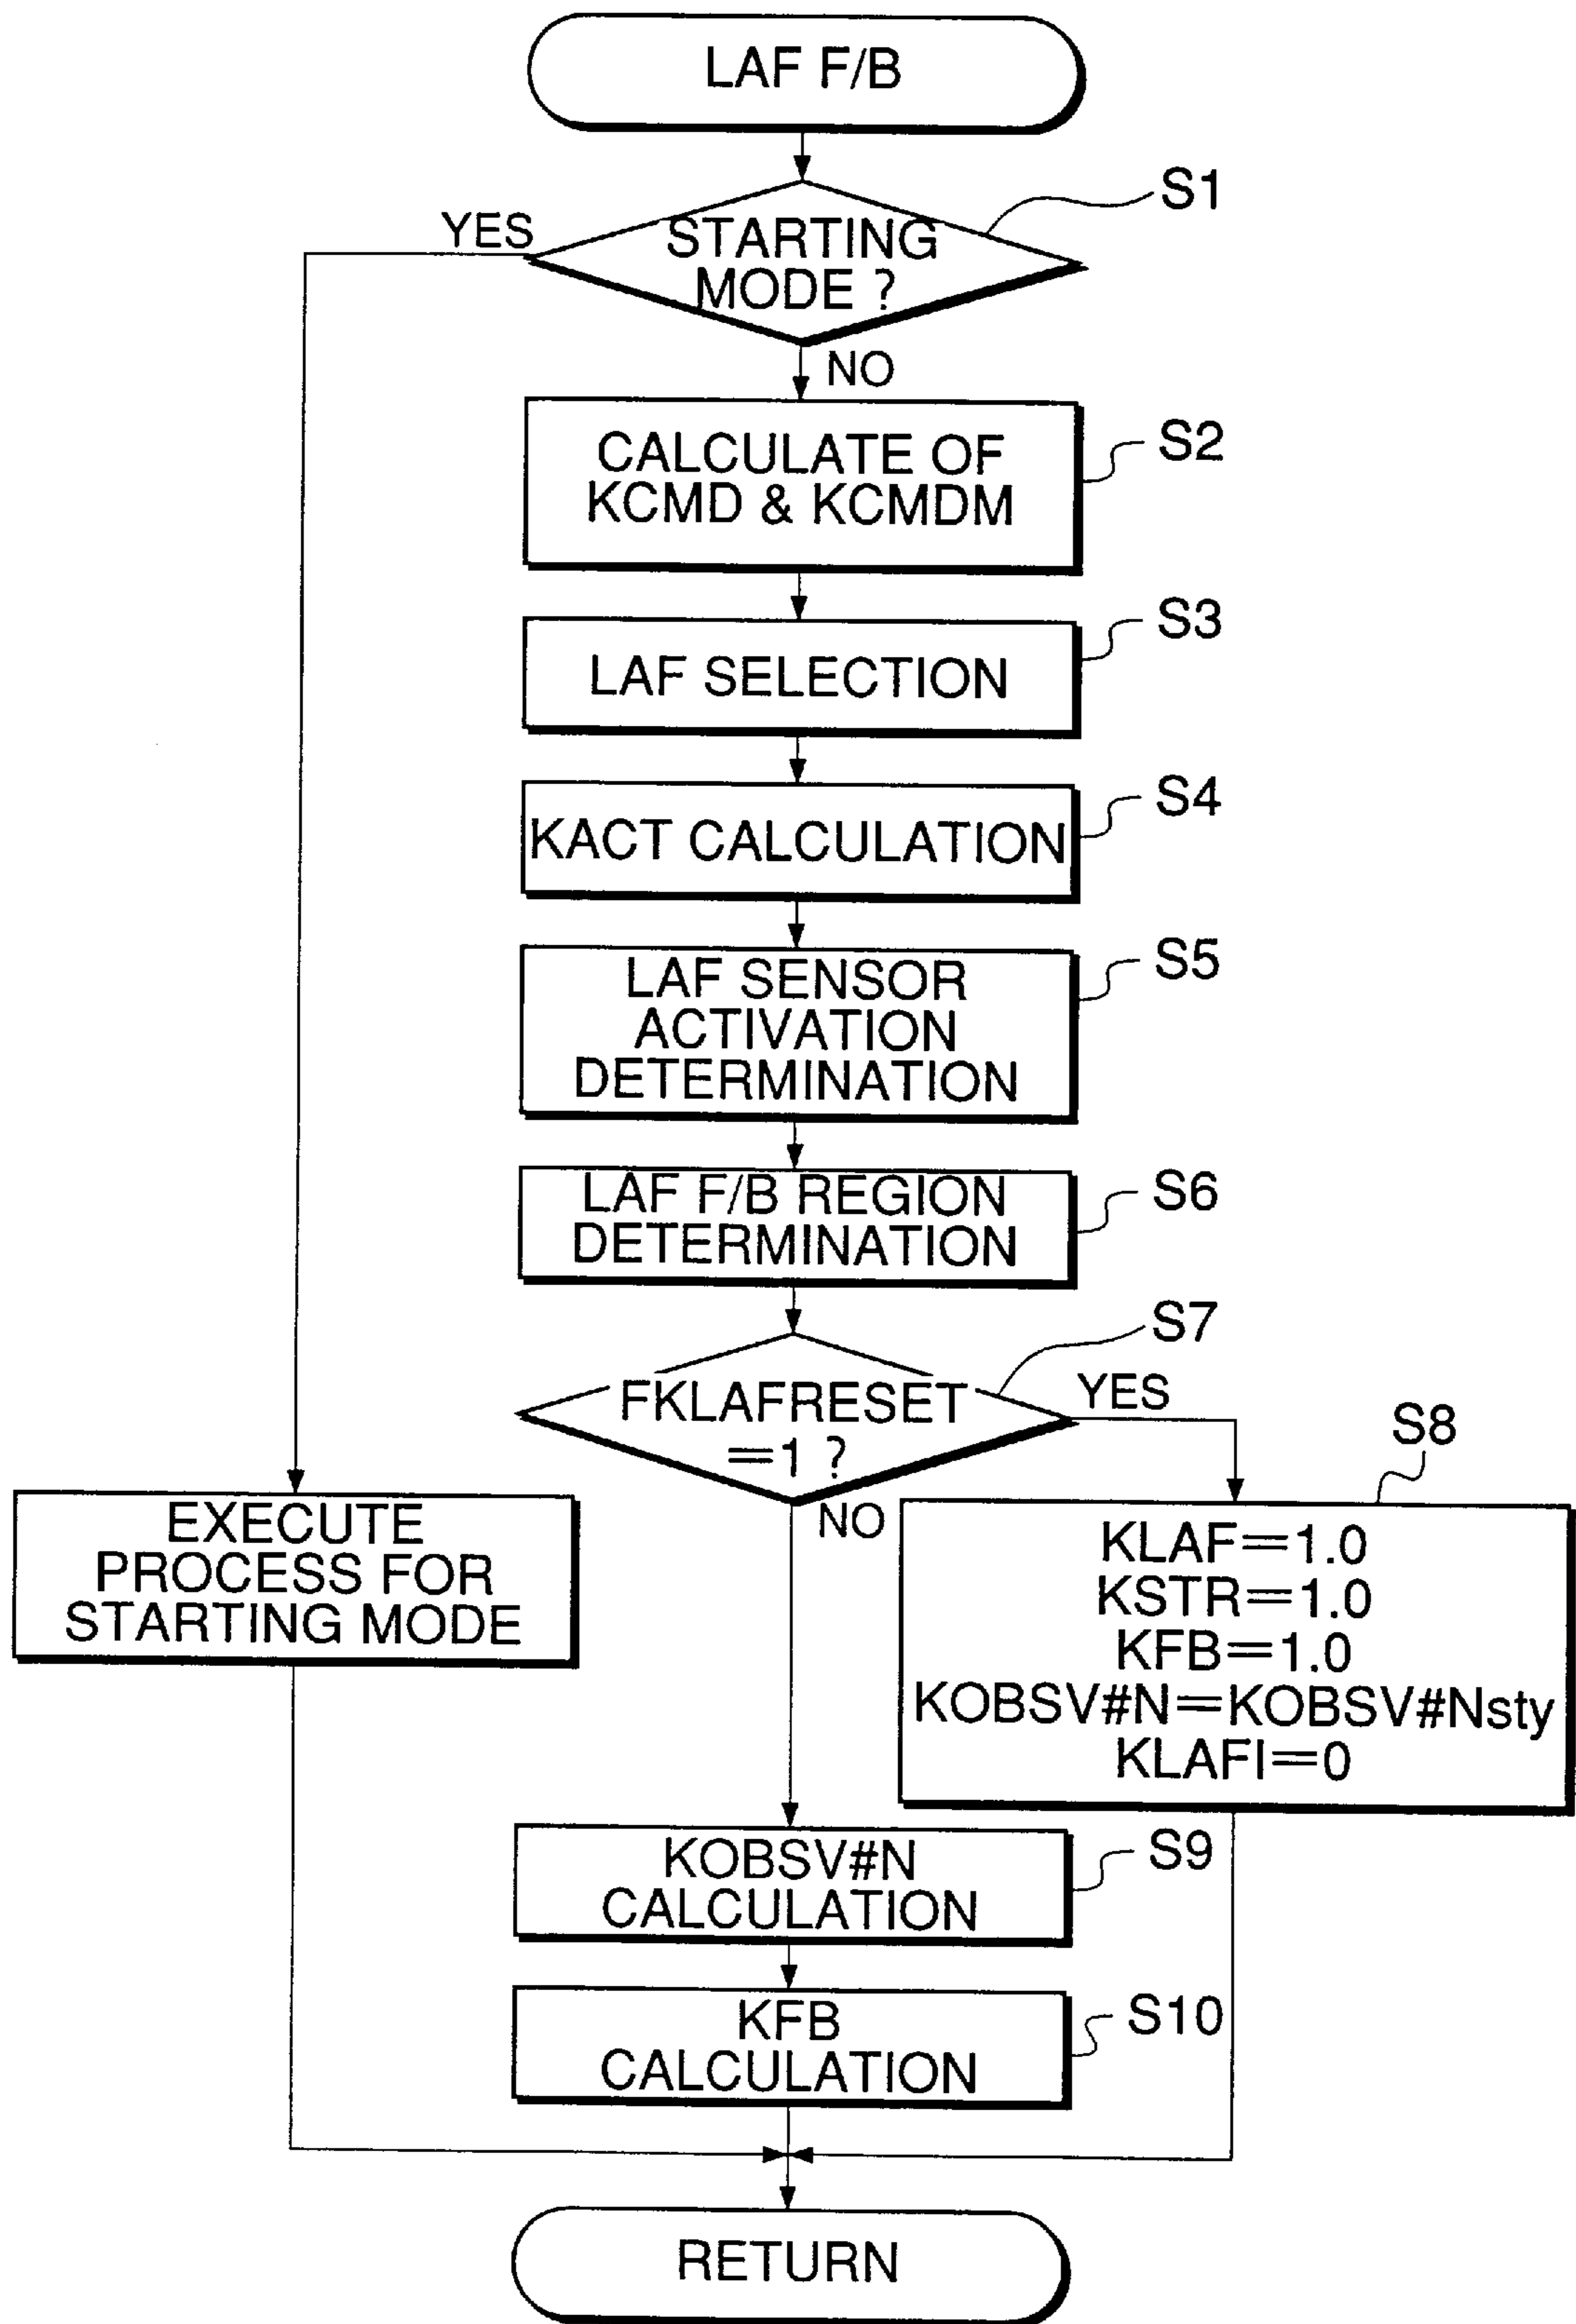 LAF F/B
S1
YES
STARTING
MODE ?
NO
S2
CALCULATE OF
KCMD & KCMDM
S3
LAF SELECTION
S4
KACT CALCULATION
S5
LAF SENSOR
ACTIVATION
DETERMINATION
S6
LAF F/B REGION
DETERMINATION
S7
FKLAFRESET
=1 ?
YES
NO
S8
EXECUTE
PROCESS FOR
STARTING MODE
KLAF=1.0
KSTR=1.0
KFB=1.0
KOBSV#N=KOBSV#Nsty
KLAFI=0
S9
KOBSV#N
CALCULATION
S10
KFB
CALCULATION
RETURN